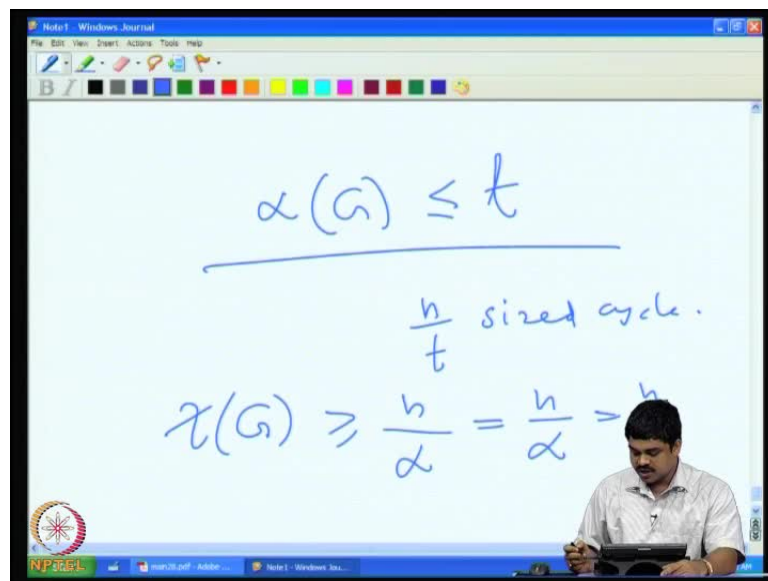 Note1 - Windows Journal
File Edit View Insert Actions Tools Help
B I
α(G) ≤ t
n/t sized cycle.
χ(G) ≥ n/α = n/α = n
NPTEL
main28.pdf - Adobe ...
Note1 - Windows Jou...
AM